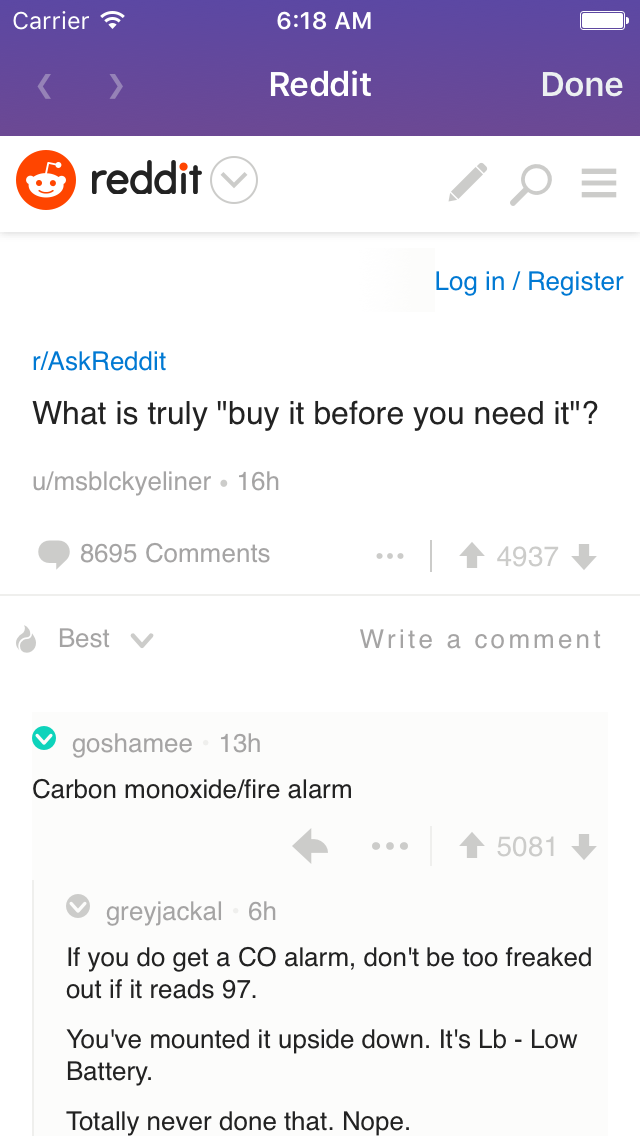 Carrier 6:18 AM
Reddit Done
reddit
Log in / Register
r/AskReddit
What is truly "buy it before you need it"?
u/msblckyeliner • 16h
8695 Comments 4937
Best Write a comment
goshamee • 13h
Carbon monoxide/fire alarm
5081
greyjackal • 6h
If you do get a CO alarm, don't be too freaked
out if it reads 97.
You've mounted it upside down. It's Lb - Low
Battery.
Totally never done that. Nope.